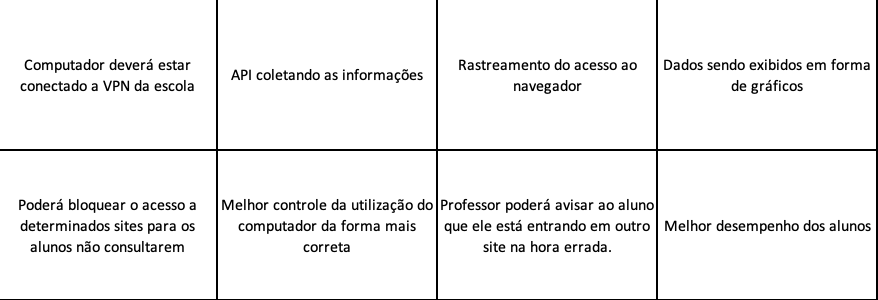 Computador deverá estar
conectado a VPN da escola
API coletando as informações
Rastreamento do acesso ao
navegador
Dados sendo exibidos em forma
de gráficos
Poderá bloquear o acesso a
determinados sites para os
alunos não consultarem
Melhor controle da utilização do
computador da forma mais
correta
Professor poderá avisar ao aluno
que ele está entrando em outro
site na hora errada.
Melhor desempenho dos alunos